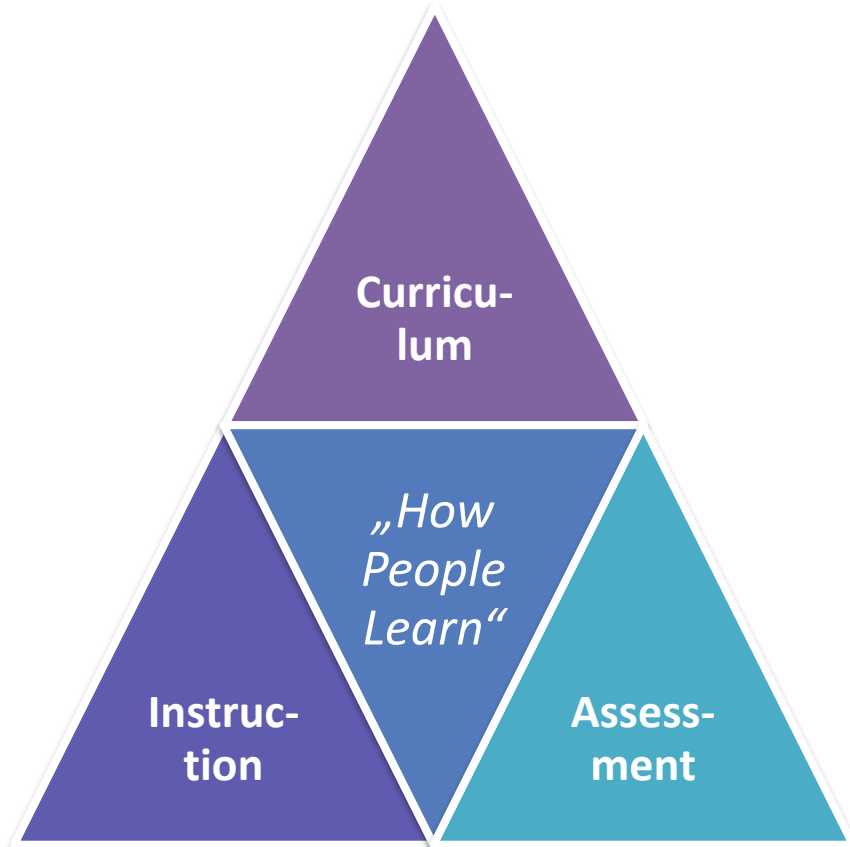 Curricu-
lum
„How
People
Learn“
Instruc-
tion
Assess-
ment